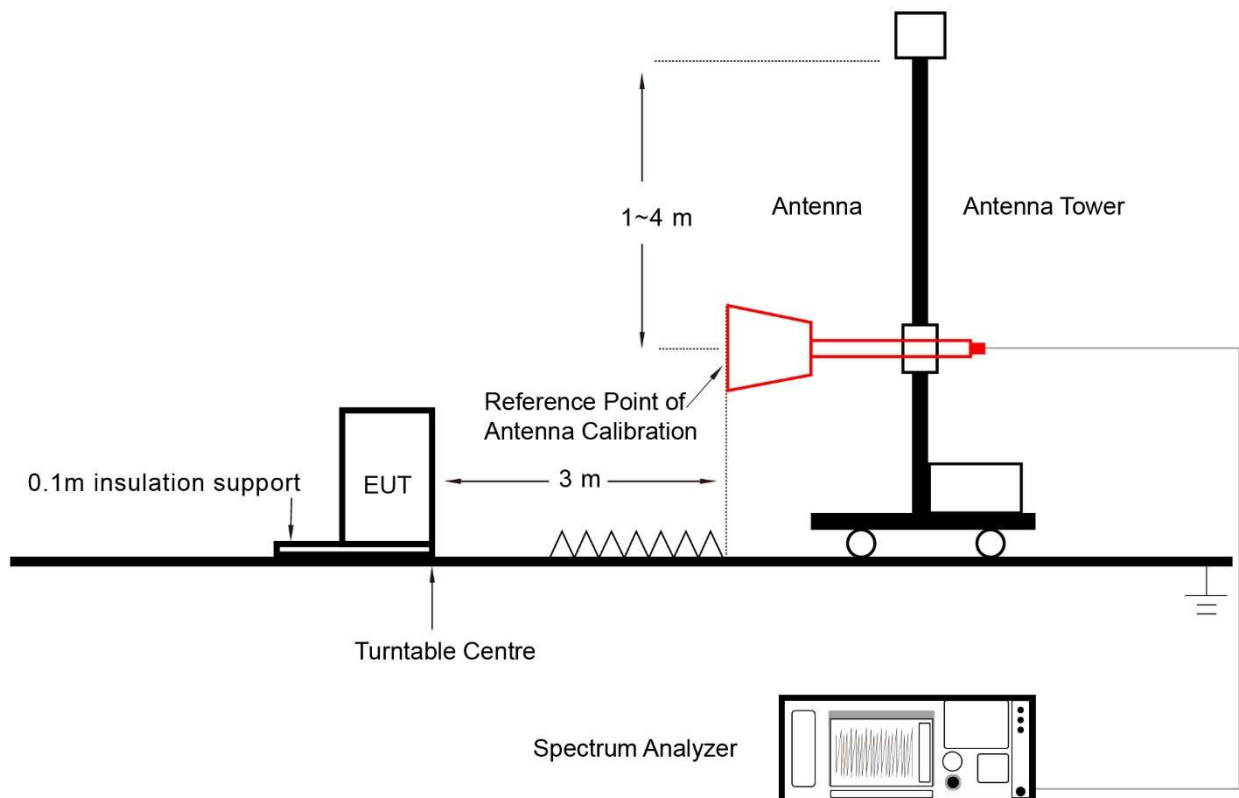 Antenna
Antenna Tower
1~4 m
Reference Point of
Antenna Calibration
0.1m insulation support
EUT
3 m
Turntable Centre
Spectrum Analyzer